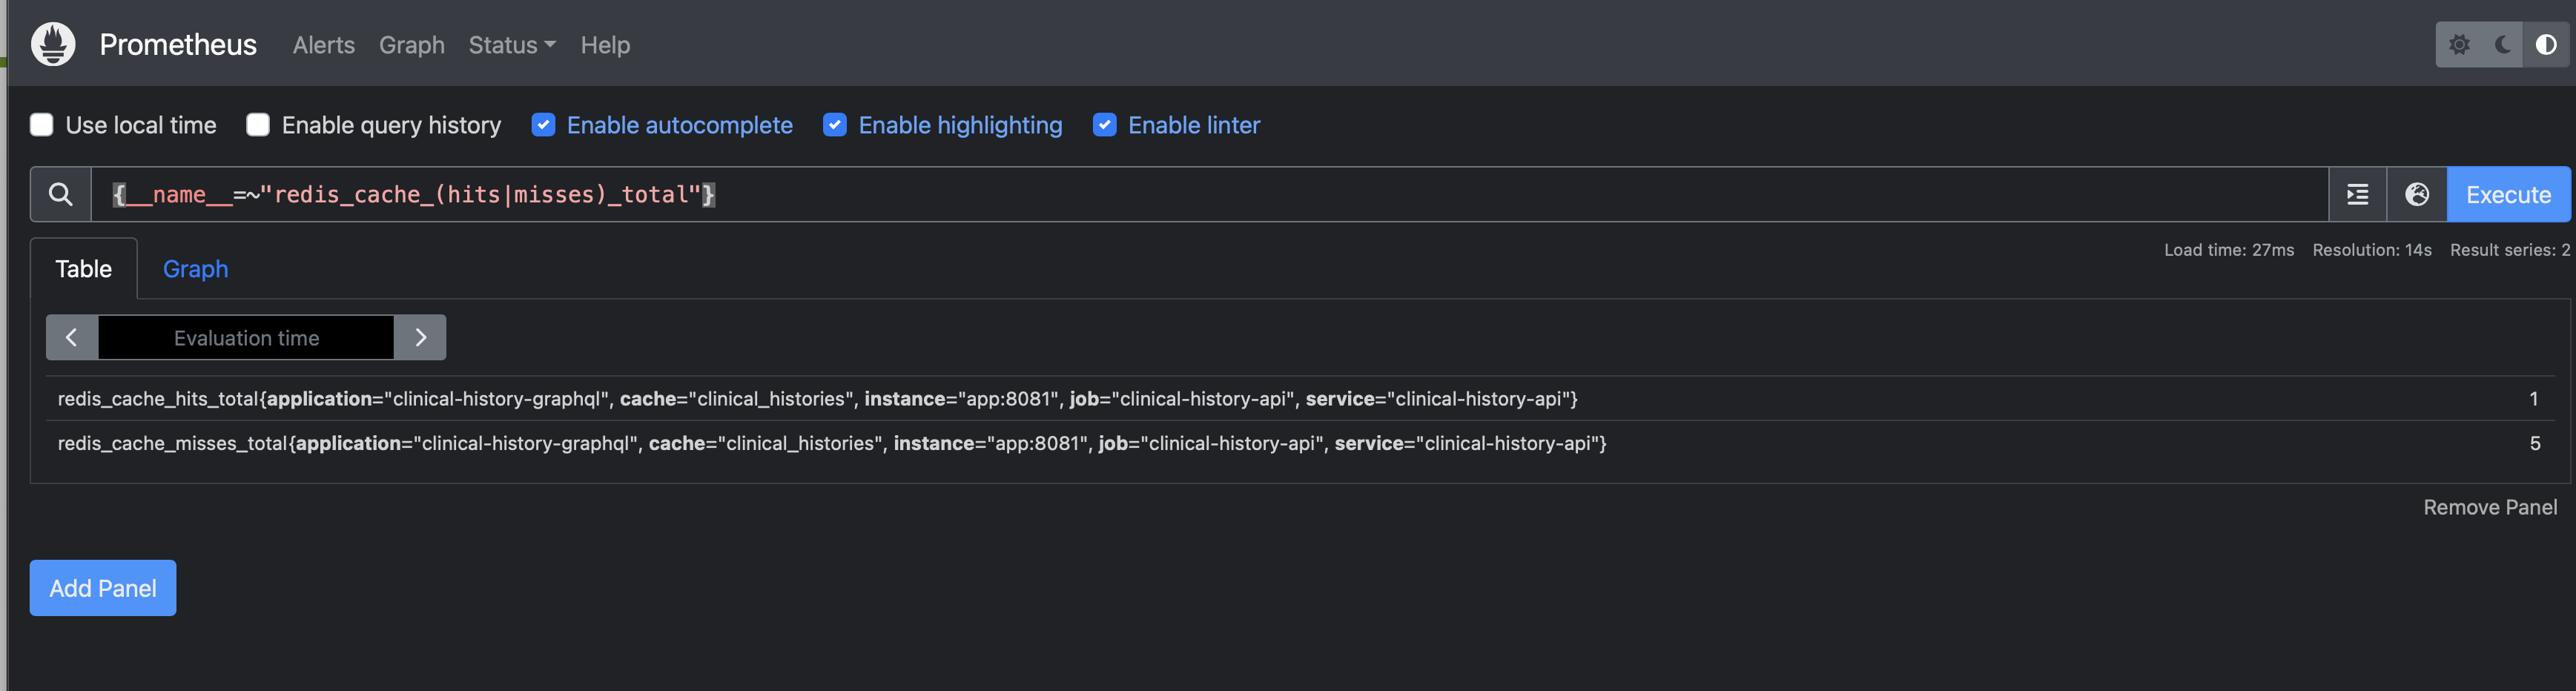 Prometheus Alerts Graph Status Help
Use local time Enable query history Enable autocomplete Enable highlighting Enable linter
{__name__=~"redis_cache_(hits|misses)_total"} Execute
Load time: 27ms Resolution: 14s Result series: 2
Table Graph
Evaluation time
redis_cache_hits_total{application="clinical-history-graphql", cache="clinical_histories", instance="app:8081", job="clinical-history-api", service="clinical-history-api"} 1
redis_cache_misses_total{application="clinical-history-graphql", cache="clinical_histories", instance="app:8081", job="clinical-history-api", service="clinical-history-api"} 5
Remove Panel
Add Panel